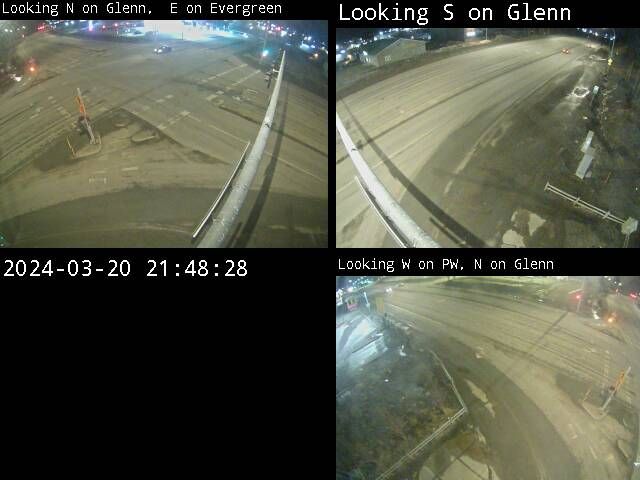 Looking N on Glenn, E on Evergreen
Looking S on Glenn
2024-03-20 21:48:28
Looking W on PW, N on Glenn